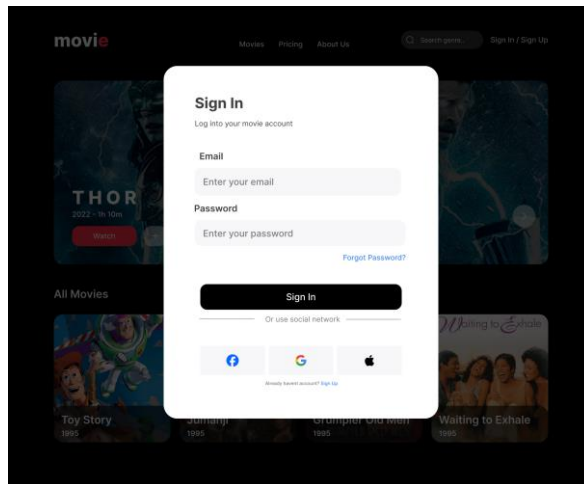 movie
Movies Pricing About Us
Search genre..
Sign In / Sign Up
Sign In
Log into your movie account
Email
Enter your email
Password
Enter your password
Forgot Password?
Sign In
Or use social network
THOR
2022 - 1h 10m
Watch
All Movies
Waiting to Exhale
Toy Story
1995
Jumanji
1995
Grumpier Old Men
1995
Waiting to Exhale
1995
Already havent account? Sign Up